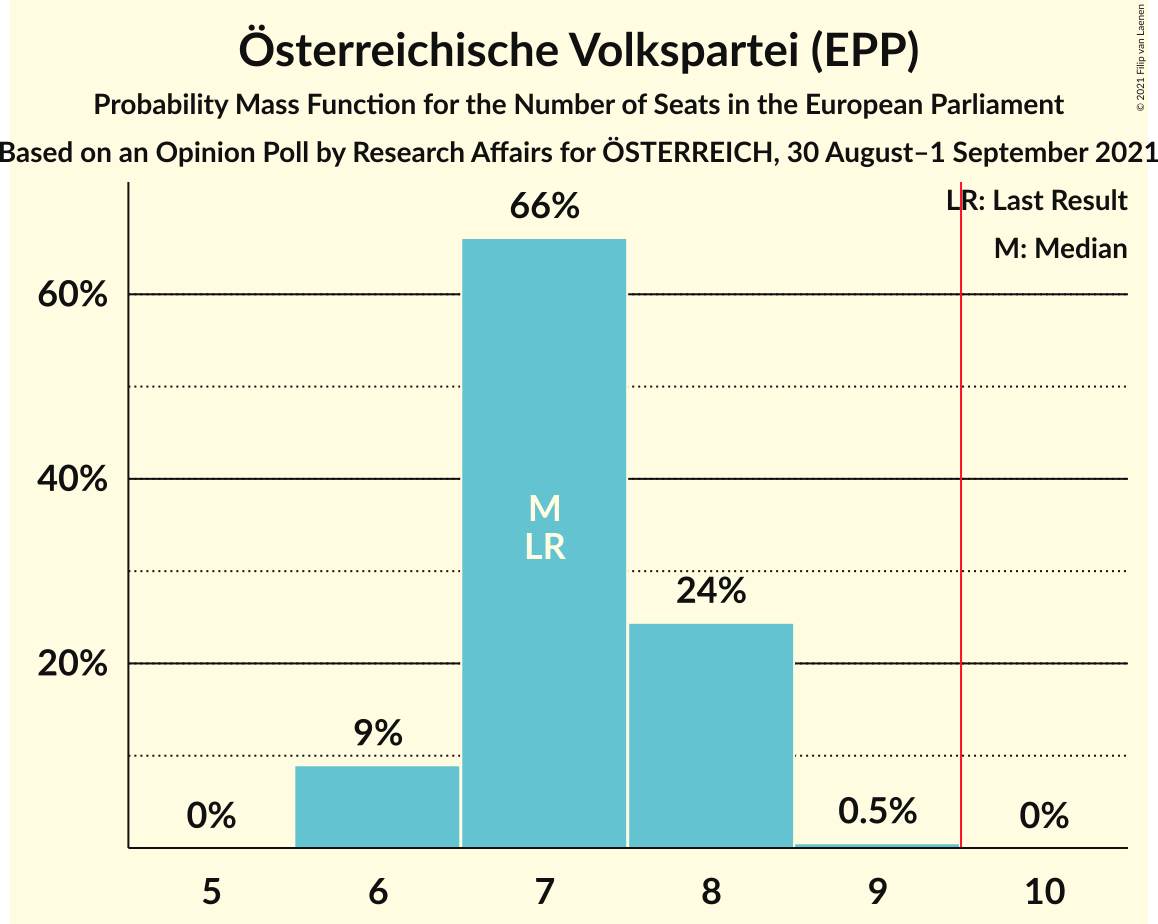 Österreichische Volkspartei (EPP)
Probability Mass Function for the Number of Seats in the European Parliament
Based on an Opinion Poll by Research Affairs for ÖSTERREICH, 30 August–1 September 2021
© 2021 Filip van Laenen
LR: Last Result
M: Median
66%
60%
40%
M
LR
24%
20%
9%
0%
0.5%
0%
5 6 7 8 9 10